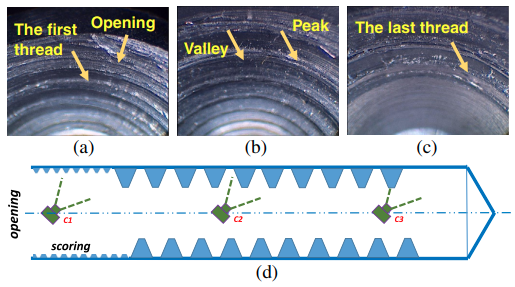 The first thread
Opening
(a)
Valley
Peak
(b)
The last thread
(c)
opening
C1
C2
C3
scoring
(d)